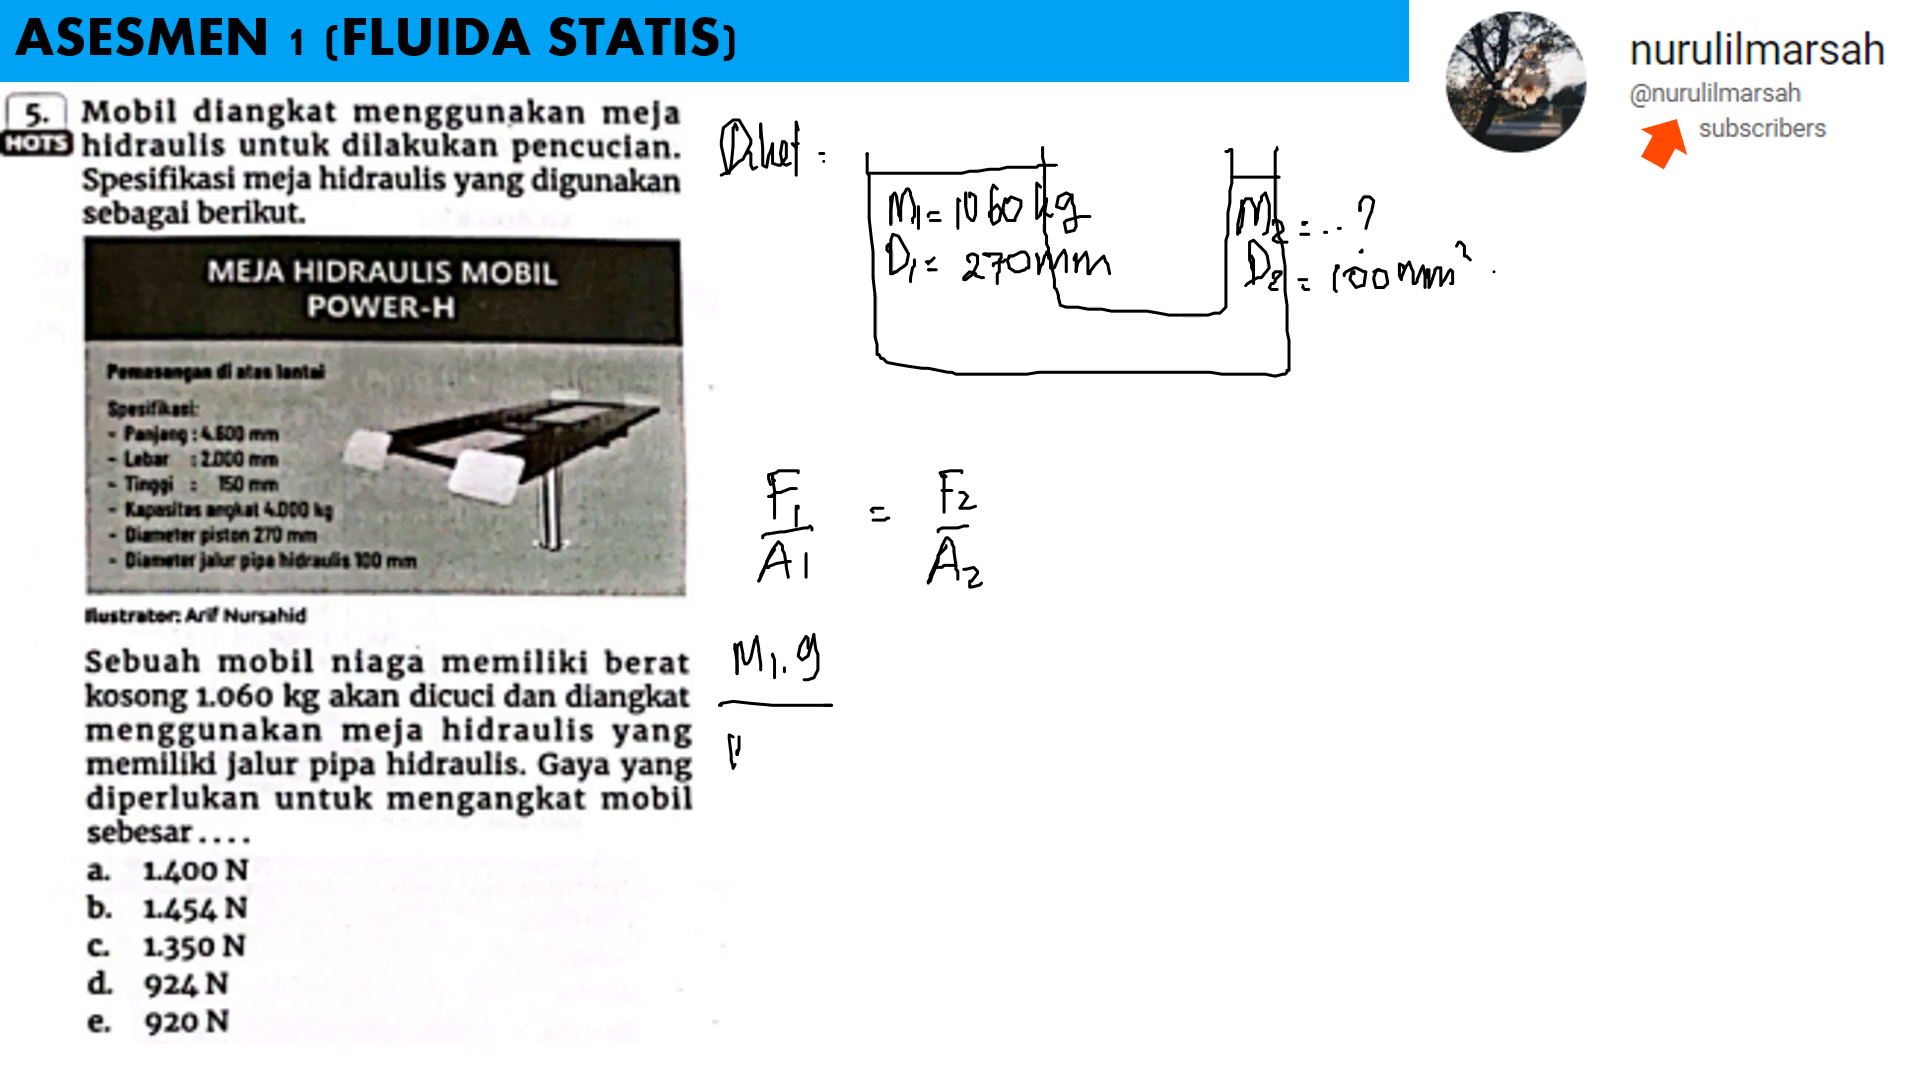 ASESMEN 1 (FLUIDA STATIS)
nurulilmarsah
@nurulilmarsah
subscribers
5.
HOTS
Mobil diangkat menggunakan meja
hidraulis untuk dilakukan pencucian.
Spesifikasi meja hidraulis yang digunakan
sebagai berikut.
MEJA HIDRAULIS MOBIL
POWER-H
Pemasangan di atas lantai
Spesifikasi:
- Panjang : 4.600 mm
- Lebar : 2.000 mm
- Tinggi : 150 mm
- Kapasitas angkat 4.000 kg
- Diameter piston 270 mm
- Diameter jalur pipa hidraulis 100 mm
Ilustrator: Arif Nursahid
Sebuah mobil niaga memiliki berat
kosong 1.060 kg akan dicuci dan diangkat
menggunakan meja hidraulis yang
memiliki jalur pipa hidraulis. Gaya yang
diperlukan untuk mengangkat mobil
sebesar ....
a. 1.400 N
b. 1.454 N
c. 1.350 N
d. 924 N
e. 920 N
Diket :
M1 = 1060 kg
D1 = 270 mm
M2 = ...?
D2 = 100 mm²
F1 = F2
A1 A2
M1 . g